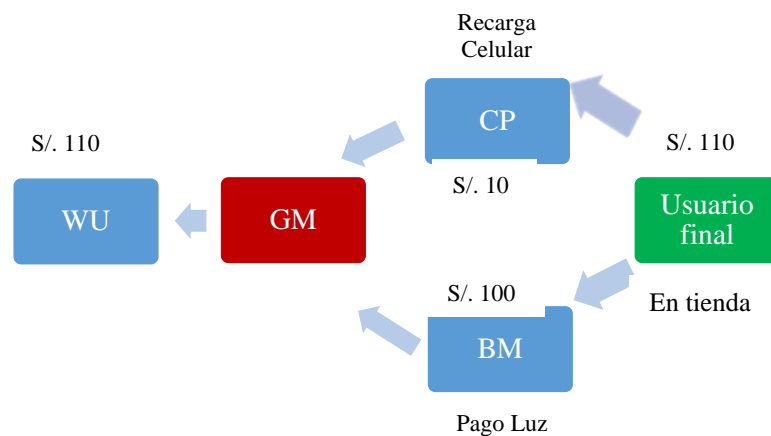 Recarga
Celular
CP
S/. 10
S/. 110
WU
GM
S/. 110
Usuario
final
En tienda
S/. 100
BM
Pago Luz